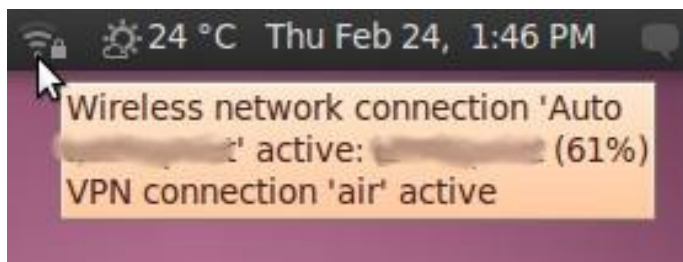 24 °C Thu Feb 24, 1:46 PM
Wireless network connection 'Auto
' active: (61%)
VPN connection 'air' active